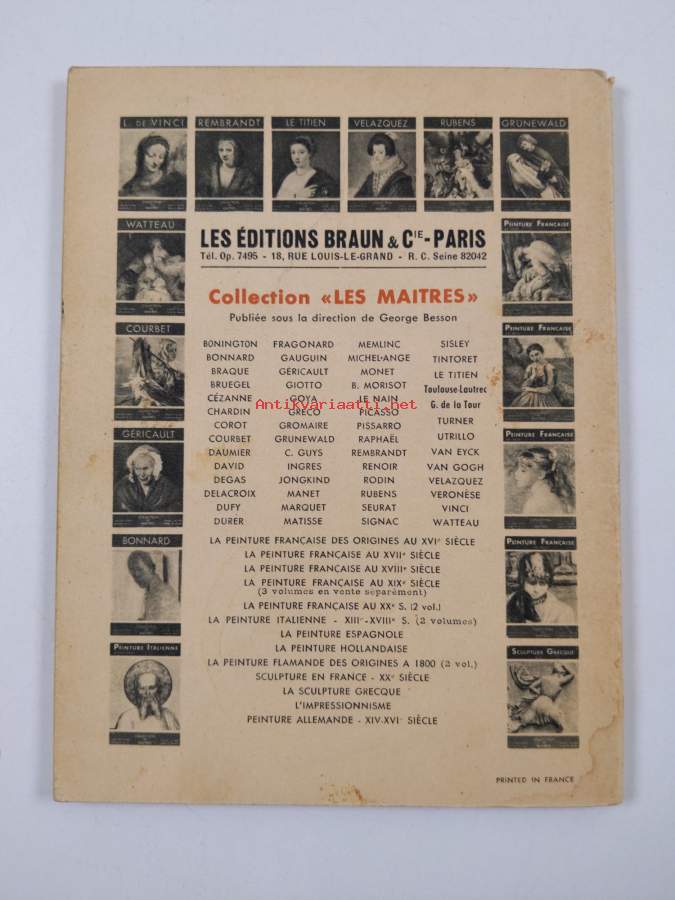 L. DE VINCI REMBRANDT LE TITIEN VELAZQUEZ RUBENS GRÜNEWALD
WATTEAU
COURBET
GÉRICAULT
BONNARD
PEINTURE ITALIENNE
PEINTURE FRANÇAISE
PEINTURE FRANÇAISE
PEINTURE FRANÇAISE
PEINTURE FRANÇAISE
SCULPTURE GRECQUE
LES ÉDITIONS BRAUN & CIE - PARIS
Tél. Op. 7495 - 18, RUE LOUIS-LE-GRAND - R. C. Seine 82042
Collection «LES MAITRES»
Publiée sous la direction de George Besson
BONINGTON
BONNARD
BRAQUE
BRUEGEL
CÉZANNE
CHARDIN
COROT
COURBET
DAUMIER
DAVID
DEGAS
DELACROIX
DUFY
DURER
FRAGONARD
GAUGUIN
GÉRICAULT
GIOTTO
GOYA
GRECO
GROMAIRE
GRUNEWALD
C. GUYS
INGRES
JONGKIND
MANET
MARQUET
MATISSE
MEMLINC
MICHEL-ANGE
MONET
B. MORISOT
LE NAIN
PICASSO
PISSARRO
RAPHAËL
REMBRANDT
RENOIR
RODIN
RUBENS
SEURAT
SIGNAC
SISLEY
TINTORET
LE TITIEN
Toulouse-Lautrec
G. de la Tour
TURNER
UTRILLO
VAN EYCK
VAN GOGH
VELAZQUEZ
VERONÈSE
VINCI
WATTEAU
Antikvariaatti.net
LA PEINTURE FRANÇAISE DES ORIGINES AU XVIe SIÈCLE
LA PEINTURE FRANÇAISE AU XVIIe SIÈCLE
LA PEINTURE FRANÇAISE AU XVIIIe SIÈCLE
LA PEINTURE FRANÇAISE AU XIXe SIÈCLE
(3 volumes en vente séparément)
LA PEINTURE FRANÇAISE AU XXe S. (2 vol.)
LA PEINTURE ITALIENNE - XIIIe-XVIIIe S. (2 volumes)
LA PEINTURE ESPAGNOLE
LA PEINTURE HOLLANDAISE
LA PEINTURE FLAMANDE DES ORIGINES A 1800 (2 vol.)
SCULPTURE EN FRANCE - XXe SIÈCLE
LA SCULPTURE GRECQUE
L'IMPRESSIONNISME
PEINTURE ALLEMANDE - XIV-XVIe SIÈCLE
PRINTED IN FRANCE